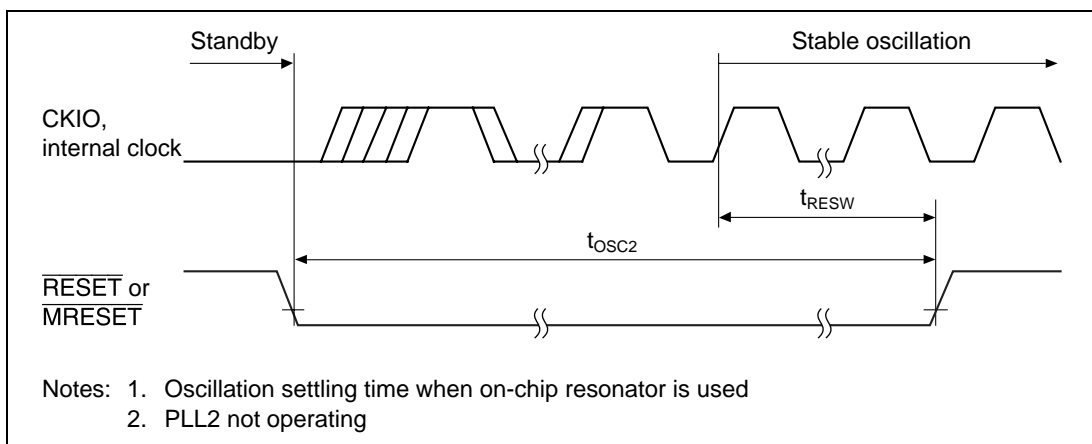 Standby
Stable oscillation
CKIO,
internal clock
tRESW
tOSC2
RESET or
MRESET
Notes: 1. Oscillation settling time when on-chip resonator is used
2. PLL2 not operating